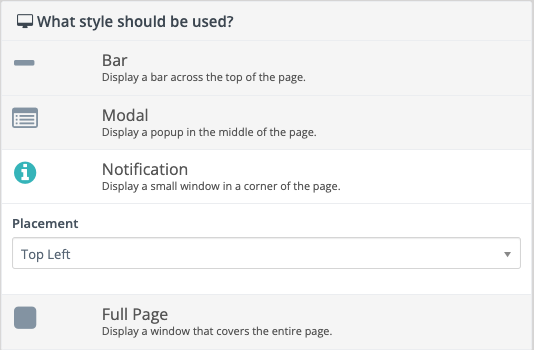 What style should be used?
Bar
Display a bar across the top of the page.
Modal
Display a popup in the middle of the page.
Notification
Display a small window in a corner of the page.
Placement
Top Left
Full Page
Display a window that covers the entire page.